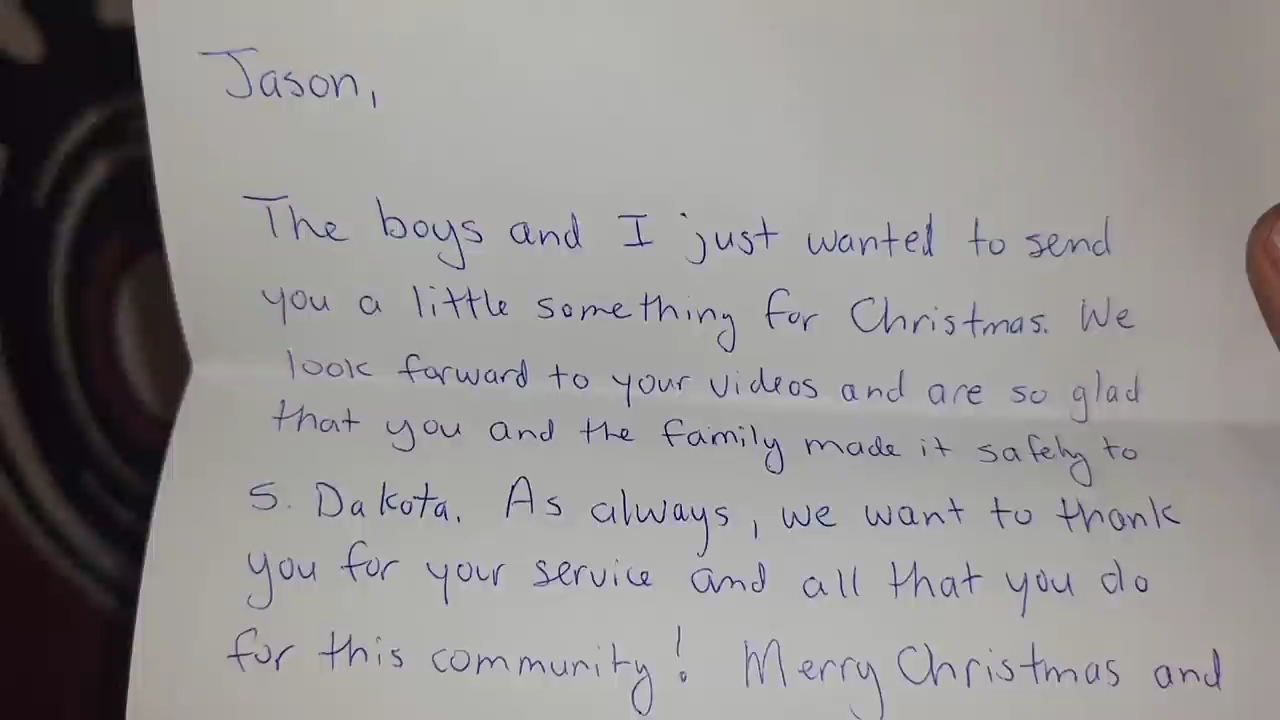 Jason,
The boys and I just wanted to send
you a little something for Christmas. We
look forward to your videos and are so glad
that you and the family made it safely to
S. Dakota. As always, we want to thank
you for your service and all that you do
for this community! Merry Christmas and